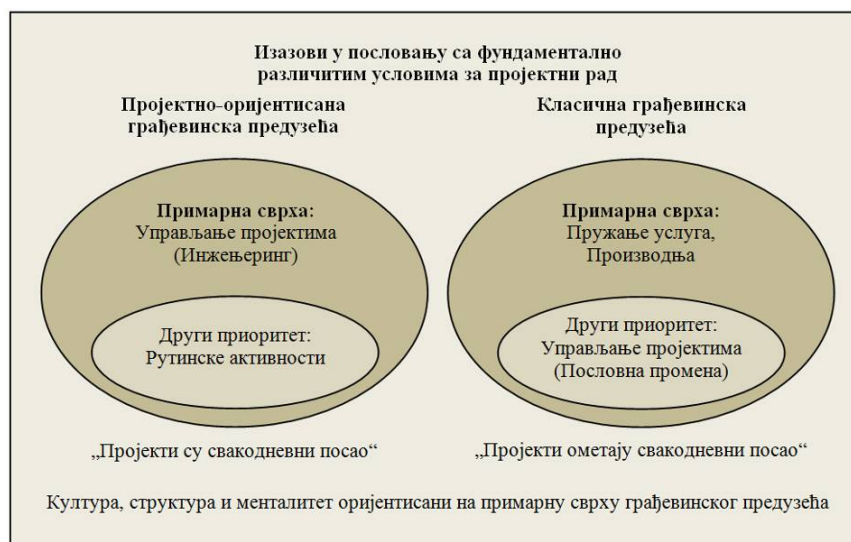 Изазови у пословању са фундаментално
различитим условима за пројектни рад
Пројектно-оријентисана
грађевинска предузећа
Примарна сврха:
Управљање пројектима
(Инжењеринг)
Други приоритет:
Рутинске активности
„Пројекти су свакодневни посао“
Класична грађевинска
предузећа
Примарна сврха:
Пружање услуга,
Производња
Други приоритет:
Управљање пројектима
(Пословна промена)
„Пројекти ометају свакодневни посао“
Култура, структура и менталитет оријентисани на примарну сврху грађевинског предузећа